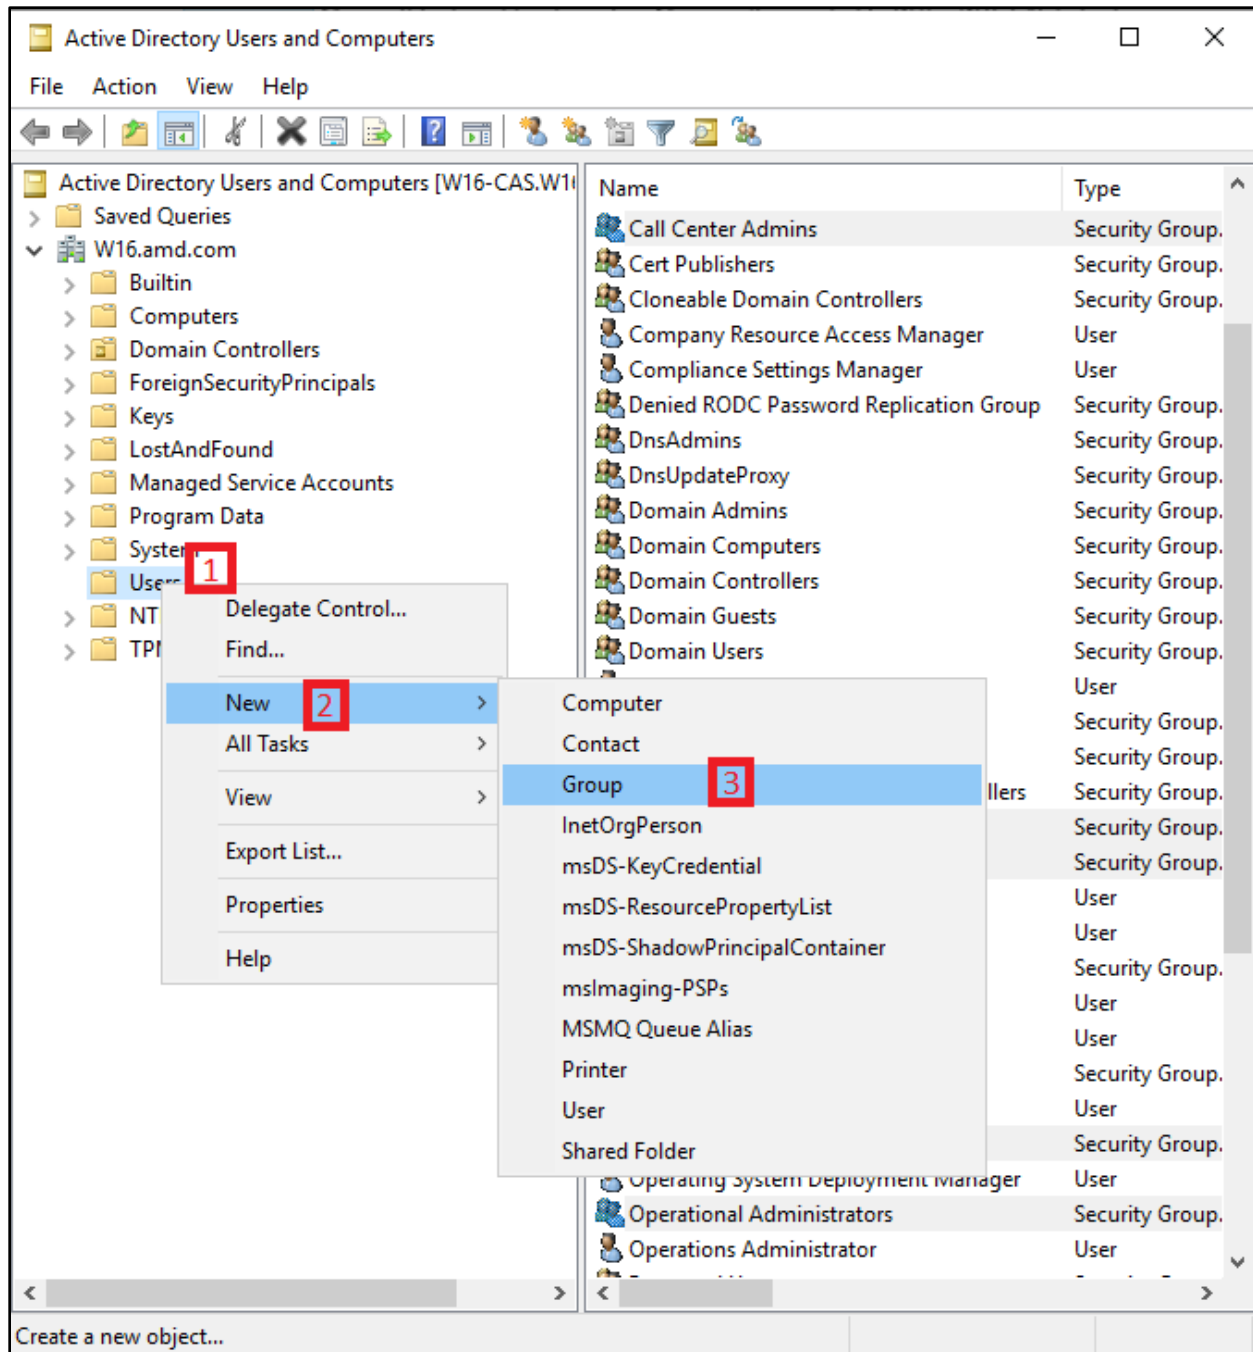 Active Directory Users and Computers
File Action View Help
Active Directory Users and Computers [W16-CAS.W16
Saved Queries
W16.amd.com
Builtin
Computers
Domain Controllers
ForeignSecurityPrincipals
Keys
LostAndFound
Managed Service Accounts
Program Data
System
Users
1
NT
TPM
Delegate Control...
Find...
New
2
All Tasks
View
Export List...
Properties
Help
Computer
Contact
Group
3
InetOrgPerson
msDS-KeyCredential
msDS-ResourcePropertyList
msDS-ShadowPrincipalContainer
msImaging-PSPs
MSMQ Queue Alias
Printer
User
Shared Folder
Name Type
Call Center Admins Security Group.
Cert Publishers Security Group.
Cloneable Domain Controllers Security Group.
Company Resource Access Manager User
Compliance Settings Manager User
Denied RODC Password Replication Group Security Group.
DnsAdmins Security Group.
DnsUpdateProxy Security Group.
Domain Admins Security Group.
Domain Computers Security Group.
Domain Controllers Security Group.
Domain Guests Security Group.
Domain Users Security Group.
User
Security Group.
Security Group.
llers Security Group.
Security Group.
Security Group.
User
User
Security Group.
User
User
Security Group.
User
Security Group.
Operating System Deployment Manager User
Operational Administrators Security Group.
Operations Administrator User
Create a new object...